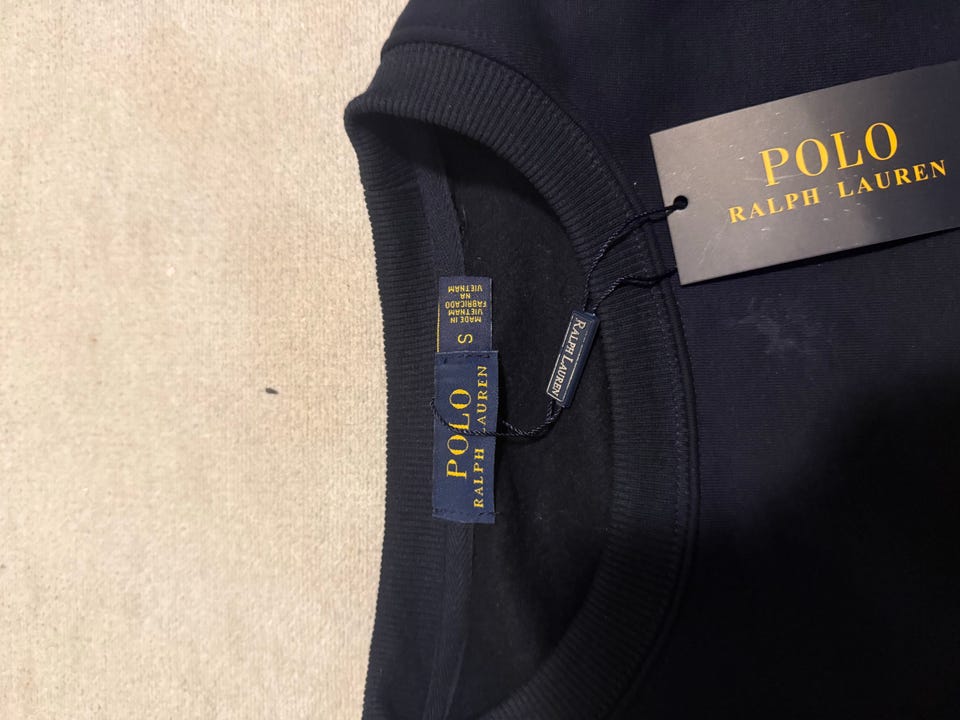 POLO
RALPH LAUREN
RALPH LAUREN
POLO
RALPH LAUREN
S
MADE IN
VIETNAM
FABRICADO
NA
VIETNAM